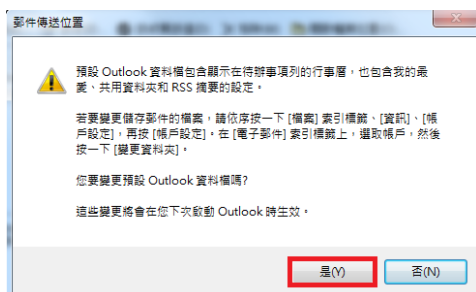 郵件傳送位置
預設 Outlook 資料檔包含顯示在待辦事項列的行事曆，也包含我的最
愛、共用資料夾和 RSS 摘要的設定。
若要變更儲存郵件的檔案，請依序按一下 [檔案] 索引標籤、[資訊]、[帳
戶設定]，再按 [帳戶設定]。在 [電子郵件] 索引標籤上，選取帳戶，然後
按一下 [變更資料夾]。
您要變更預設 Outlook 資料檔嗎?
這些變更將會在您下次啟動 Outlook 時生效。
是(Y)
否(N)